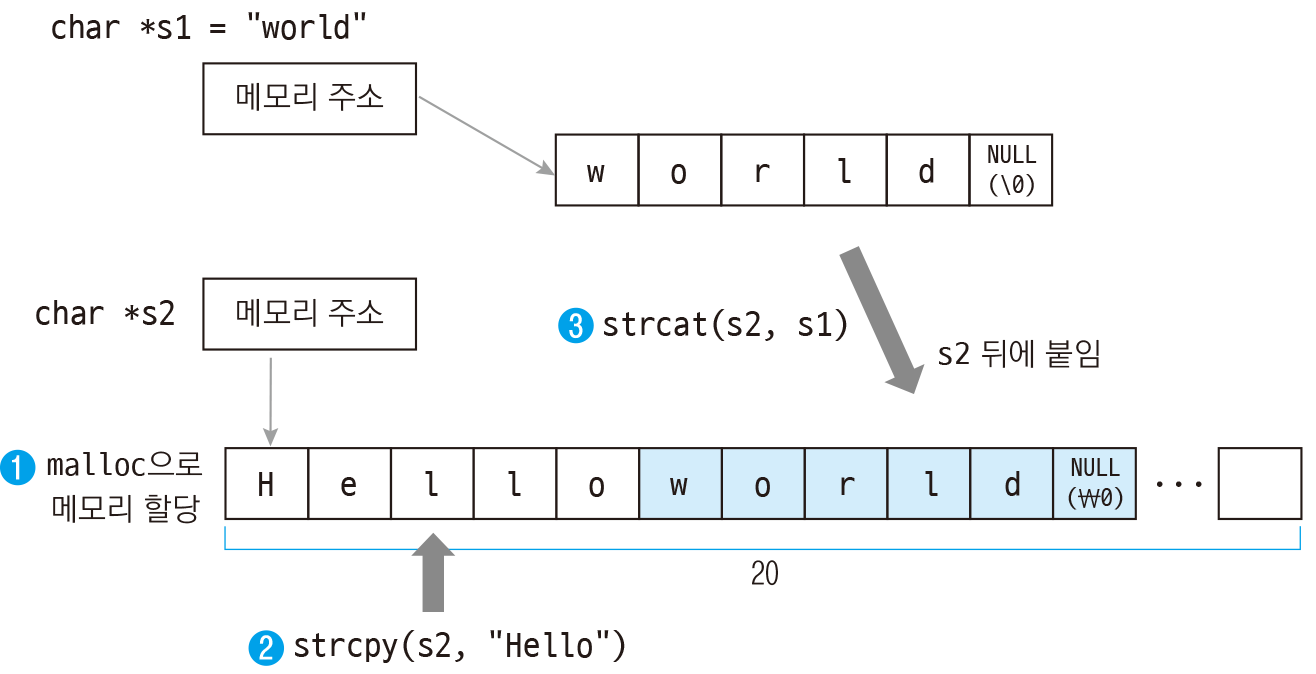 char *s1 = "world"
메모리 주소
w o r l d NULL
(\0)
char *s2
메모리 주소
3 strcat(s2, s1)
s2 뒤에 붙임
1 malloc으로
메모리 할당
H e l l o w o r l d NULL
(₩0)
...
20
2 strcpy(s2, "Hello")